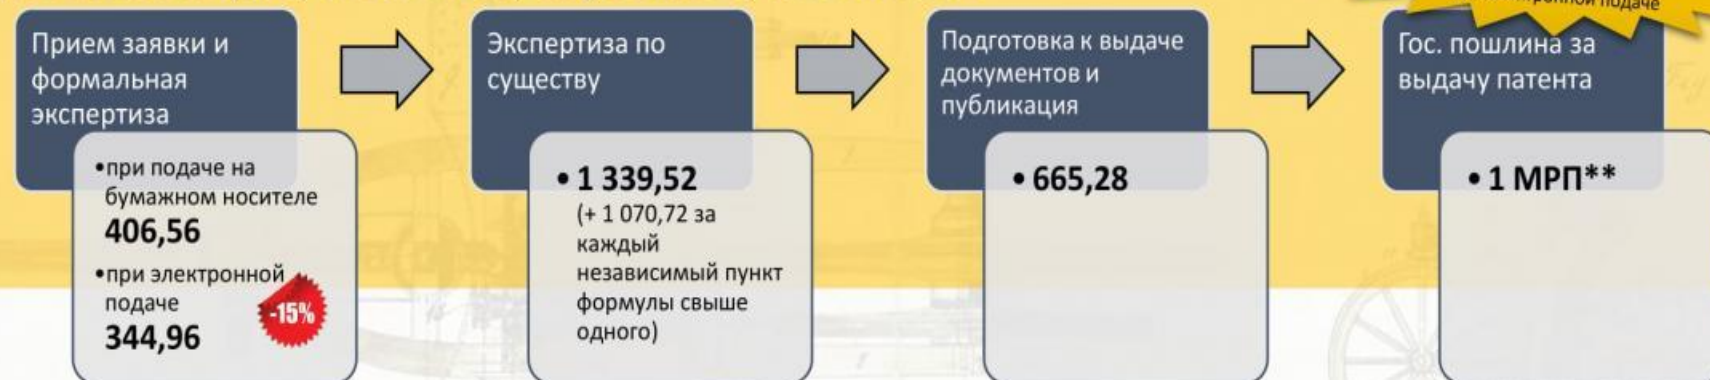 подаче
Прием заявки и
формальная
экспертиза
•при подаче на
бумажном носителе
406,56
•при электронной
подаче
344,96
-15%
Экспертиза по
существу
• 1 339,52
(+ 1 070,72 за
каждый
независимый пункт
формулы свыше
одного)
Подготовка к выдаче
документов и
публикация
• 665,28
Гос. пошлина за
выдачу патента
• 1 МРП**